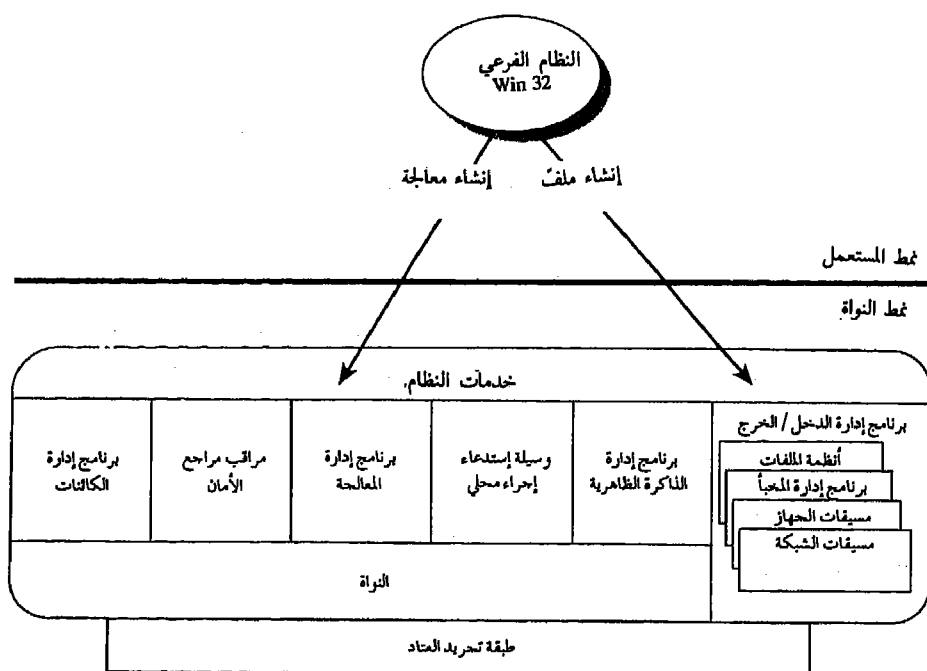 النظام الفرعي
Win 32
إنشاء ملفّ
إنشاء معالجة
نمط المستعمل
نمط النواة
خدمات النظام.
برنامج إدارة الدخل / الخرج
أنظمة الملفات
برنامج إدارة المخبأ
مسيقات الجهاز
مسيقات الشبكة
برنامج إدارة
الذاكرة الظاهرية
وسيلة إستدعاء
إجراء محلي
برنامج إدارة
المعالجة
مراقب مراجع
الأمان
برنامج إدارة
الكائنات
النواة
طبقة تجريد العتاد